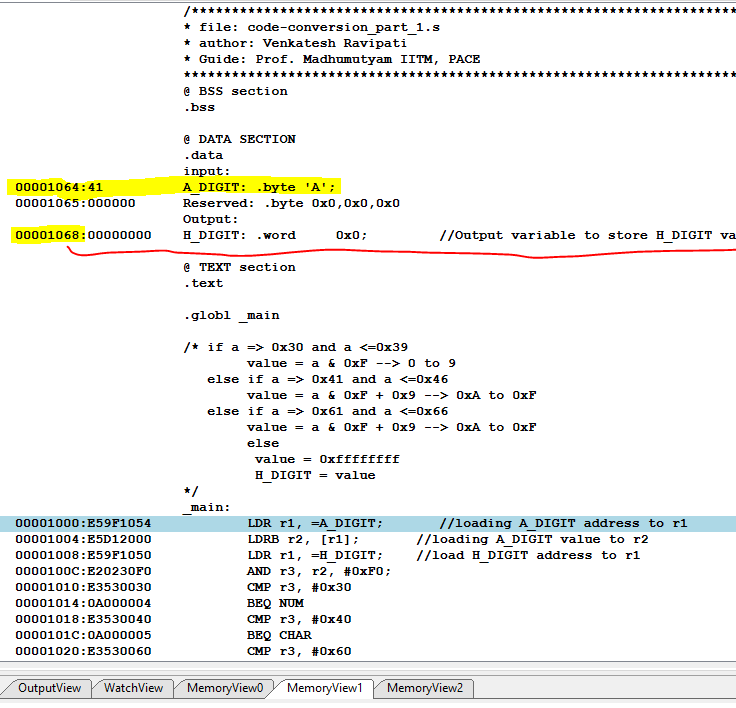 /*********************************************************************
* file: code-conversion_part_1.s
* author: Venkatesh Ravipati
* Guide: Prof. Madhumutyam IITM, PACE
**********************************************************************
@ BSS section
.bss
@ DATA SECTION
.data
input:
00001064:41 A_DIGIT: .byte 'A';
00001065:000000 Reserved: .byte 0x0,0x0,0x0
Output:
00001068:00000000 H_DIGIT: .word 0x0; //Output variable to store H_DIGIT va
@ TEXT section
.text
.globl _main
/* if a => 0x30 and a <=0x39
value = a & 0xF --> 0 to 9
else if a => 0x41 and a <=0x46
value = a & 0xF + 0x9 --> 0xA to 0xF
else if a => 0x61 and a <=0x66
value = a & 0xF + 0x9 --> 0xA to 0xF
else
value = 0xffffffff
H_DIGIT = value
*/
_main:
00001000:E59F1054 LDR r1, =A_DIGIT; //loading A_DIGIT address to r1
00001004:E5D12000 LDRB r2, [r1]; //loading A_DIGIT value to r2
00001008:E59F1050 LDR r1, =H_DIGIT; //load H_DIGIT address to r1
0000100C:E20230F0 AND r3, r2, #0xF0;
00001010:E3530030 CMP r3, #0x30
00001014:0A000004 BEQ NUM
00001018:E3530040 CMP r3, #0x40
0000101C:0A000005 BEQ CHAR
00001020:E3530060 CMP r3, #0x60
OutputView WatchView MemoryView0 MemoryView1 MemoryView2